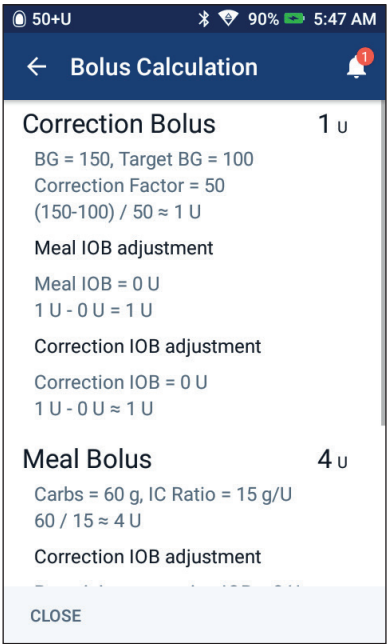 50+U 90% 5:47 AM
Bolus Calculation 1
Correction Bolus 1 U
BG = 150, Target BG = 100
Correction Factor = 50
(150-100) / 50 ≈ 1 U
Meal IOB adjustment
Meal IOB = 0 U
1 U - 0 U = 1 U
Correction IOB adjustment
Correction IOB = 0 U
1 U - 0 U ≈ 1 U
Meal Bolus 4 U
Carbs = 60 g, IC Ratio = 15 g/U
60 / 15 ≈ 4 U
Correction IOB adjustment
CLOSE